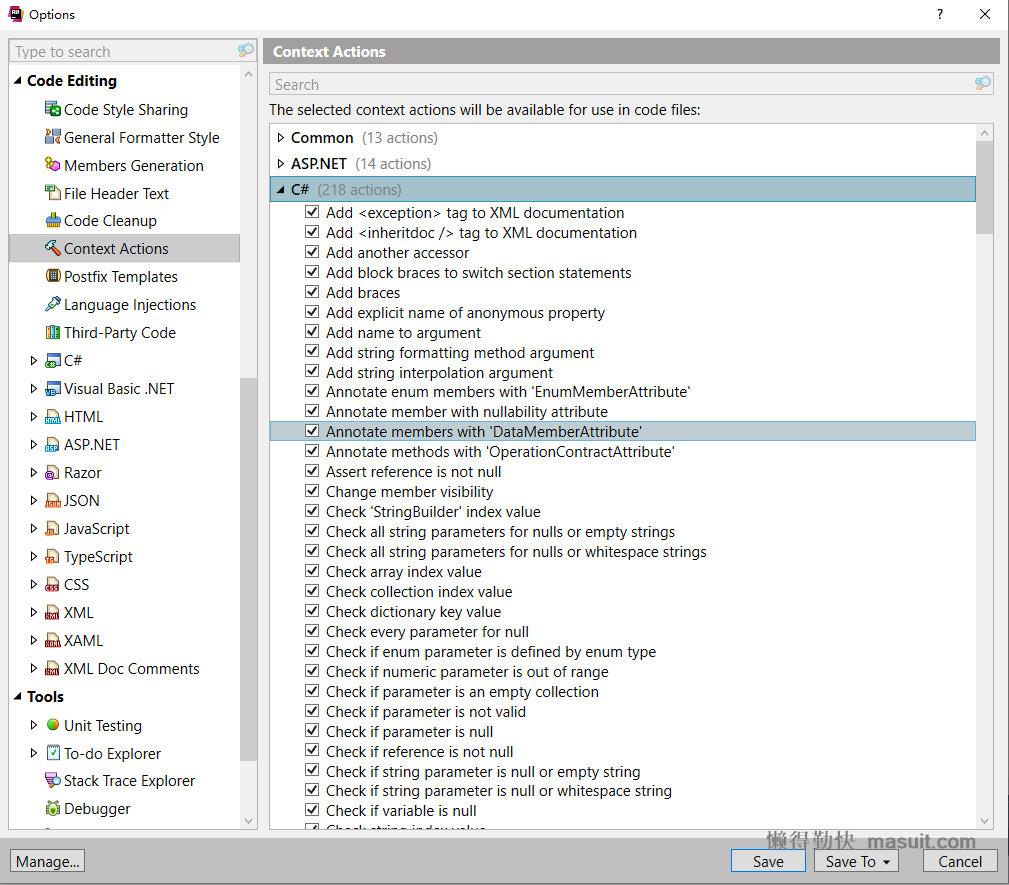 Options
Type to search
Code Editing
Code Style Sharing
General Formatter Style
Members Generation
File Header Text
Code Cleanup
Context Actions
Postfix Templates
Language Injections
Third-Party Code
C#
Visual Basic .NET
HTML
ASP.NET
Razor
JSON
JavaScript
TypeScript
CSS
XML
XAML
XML Doc Comments
Tools
Unit Testing
To-do Explorer
Stack Trace Explorer
Debugger
Context Actions
Search
The selected context actions will be available for use in code files:
Common (13 actions)
ASP.NET (14 actions)
C# (218 actions)
Add <exception> tag to XML documentation
Add <inheritdoc /> tag to XML documentation
Add another accessor
Add block braces to switch section statements
Add braces
Add explicit name of anonymous property
Add name to argument
Add string formatting method argument
Add string interpolation argument
Annotate enum members with 'EnumMemberAttribute'
Annotate member with nullability attribute
Annotate members with 'DataMemberAttribute'
Annotate methods with 'OperationContractAttribute'
Assert reference is not null
Change member visibility
Check 'StringBuilder' index value
Check all string parameters for nulls or empty strings
Check all string parameters for nulls or whitespace strings
Check array index value
Check collection index value
Check dictionary key value
Check every parameter for null
Check if enum parameter is defined by enum type
Check if numeric parameter is out of range
Check if parameter is an empty collection
Check if parameter is not valid
Check if parameter is null
Check if reference is not null
Check if string parameter is null or empty string
Check if string parameter is null or whitespace string
Check if variable is null
Check string index value
懒得勤快 masuit.com
Manage...
Save
Save To
Cancel